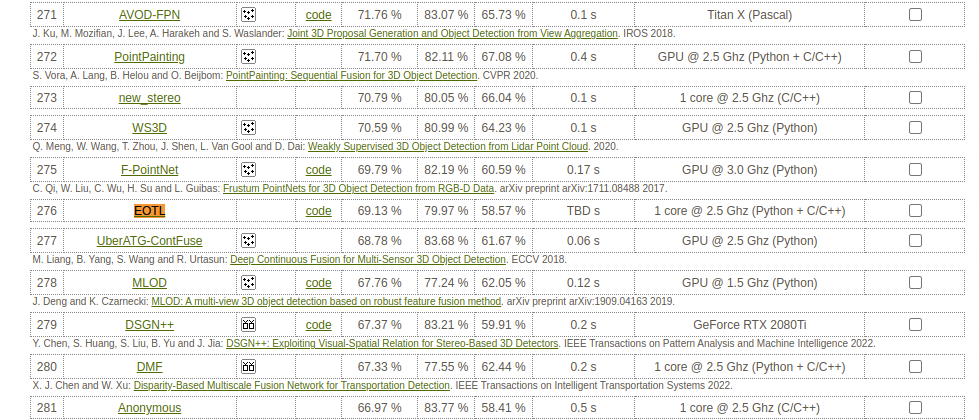 271 AVOD-FPN code 71.76 % 83.07 % 65.73 % 0.1 s Titan X (Pascal)
J. Ku, M. Mozifian, J. Lee, A. Harakeh and S. Waslander: Joint 3D Proposal Generation and Object Detection from View Aggregation. IROS 2018.
272 PointPainting 71.70 % 82.11 % 67.08 % 0.4 s GPU @ 2.5 Ghz (Python + C/C++)
S. Vora, A. Lang, B. Helou and O. Beijbom: PointPainting: Sequential Fusion for 3D Object Detection. CVPR 2020.
273 new_stereo 70.79 % 80.05 % 66.04 % 0.1 s 1 core @ 2.5 Ghz (C/C++)
274 WS3D 70.59 % 80.99 % 64.23 % 0.1 s GPU @ 2.5 Ghz (Python)
Q. Meng, W. Wang, T. Zhou, J. Shen, L. Van Gool and D. Dai: Weakly Supervised 3D Object Detection from Lidar Point Cloud. 2020.
275 F-PointNet code 69.79 % 82.19 % 60.59 % 0.17 s GPU @ 3.0 Ghz (Python)
C. Qi, W. Liu, C. Wu, H. Su and L. Guibas: Frustum PointNets for 3D Object Detection from RGB-D Data. arXiv preprint arXiv:1711.08488 2017.
276 EOTL code 69.13 % 79.97 % 58.57 % TBD s 1 core @ 2.5 Ghz (Python + C/C++)
277 UberATG-ContFuse 68.78 % 83.68 % 61.67 % 0.06 s GPU @ 2.5 Ghz (Python)
M. Liang, B. Yang, S. Wang and R. Urtasun: Deep Continuous Fusion for Multi-Sensor 3D Object Detection. ECCV 2018.
278 MLOD code 67.76 % 77.24 % 62.05 % 0.12 s GPU @ 1.5 Ghz (Python)
J. Deng and K. Czarnecki: MLOD: A multi-view 3D object detection based on robust feature fusion method. arXiv preprint arXiv:1909.04163 2019.
279 DSGN++ code 67.37 % 83.21 % 59.91 % 0.2 s GeForce RTX 2080Ti
Y. Chen, S. Huang, S. Liu, B. Yu and J. Jia: DSGN++: Exploiting Visual-Spatial Relation for Stereo-Based 3D Detectors. IEEE Transactions on Pattern Analysis and Machine Intelligence 2022.
280 DMF 67.33 % 77.55 % 62.44 % 0.2 s 1 core @ 2.5 Ghz (Python + C/C++)
X. J. Chen and W. Xu: Disparity-Based Multiscale Fusion Network for Transportation Detection. IEEE Transactions on Intelligent Transportation Systems 2022.
281 Anonymous 66.97 % 83.77 % 58.41 % 0.5 s 1 core @ 2.5 Ghz (C/C++)